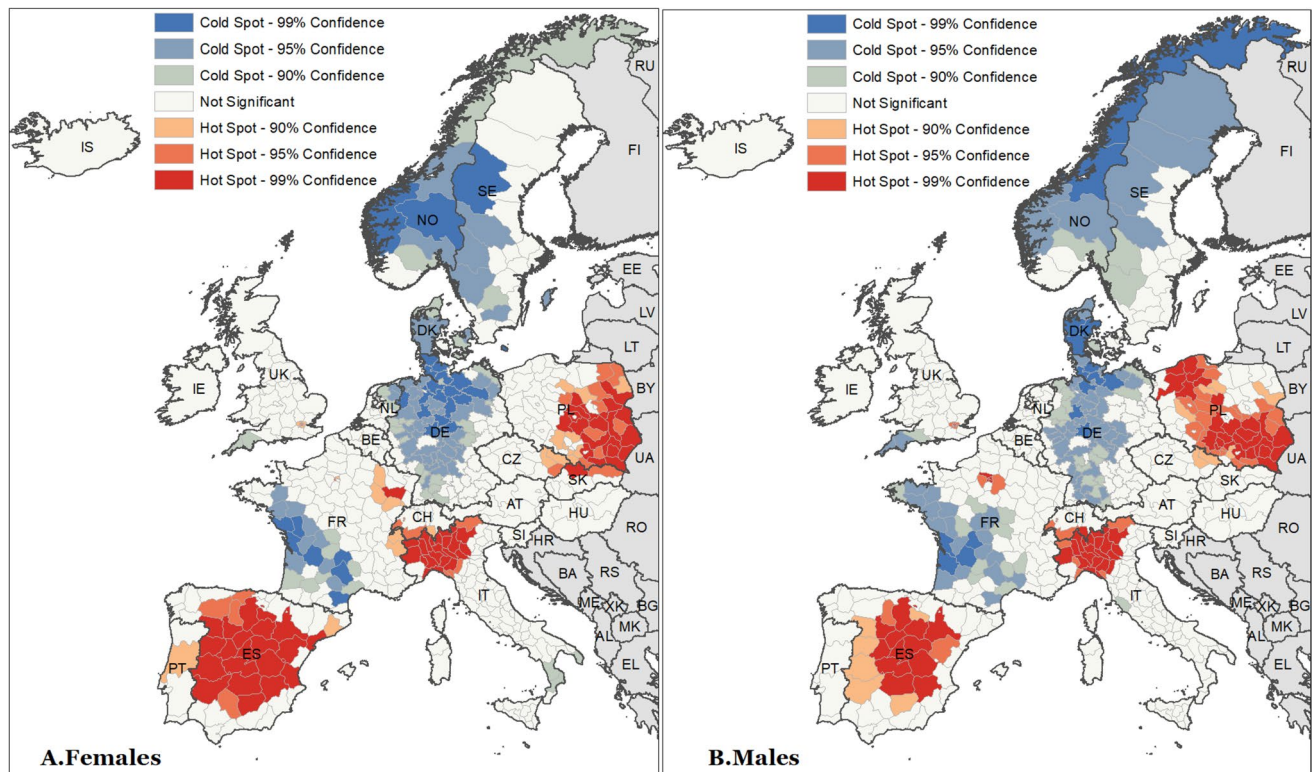 Cold Spot - 99% Confidence
Cold Spot - 95% Confidence
Cold Spot - 90% Confidence
Not Significant
Hot Spot - 90% Confidence
Hot Spot - 95% Confidence
Hot Spot - 99% Confidence
RU
IS
FI
SE
NO
EE
LV
DK
LT
IE
UK
BY
NL
PL
DE
BE
UA
CZ
SK
FR
AT
CH
HU
SI
HR
RO
BA
RS
IT
ME
XK
BG
MK
AL
PT
ES
EL
A.Females
Cold Spot - 99% Confidence
Cold Spot - 95% Confidence
Cold Spot - 90% Confidence
Not Significant
Hot Spot - 90% Confidence
Hot Spot - 95% Confidence
Hot Spot - 99% Confidence
RU
IS
FI
SE
NO
EE
LV
DK
LT
IE
UK
BY
NL
PL
DE
BE
UA
CZ
SK
FR
AT
CH
HU
SI
HR
RO
BA
RS
IT
ME
XK
BG
MK
AL
PT
ES
EL
B.Males